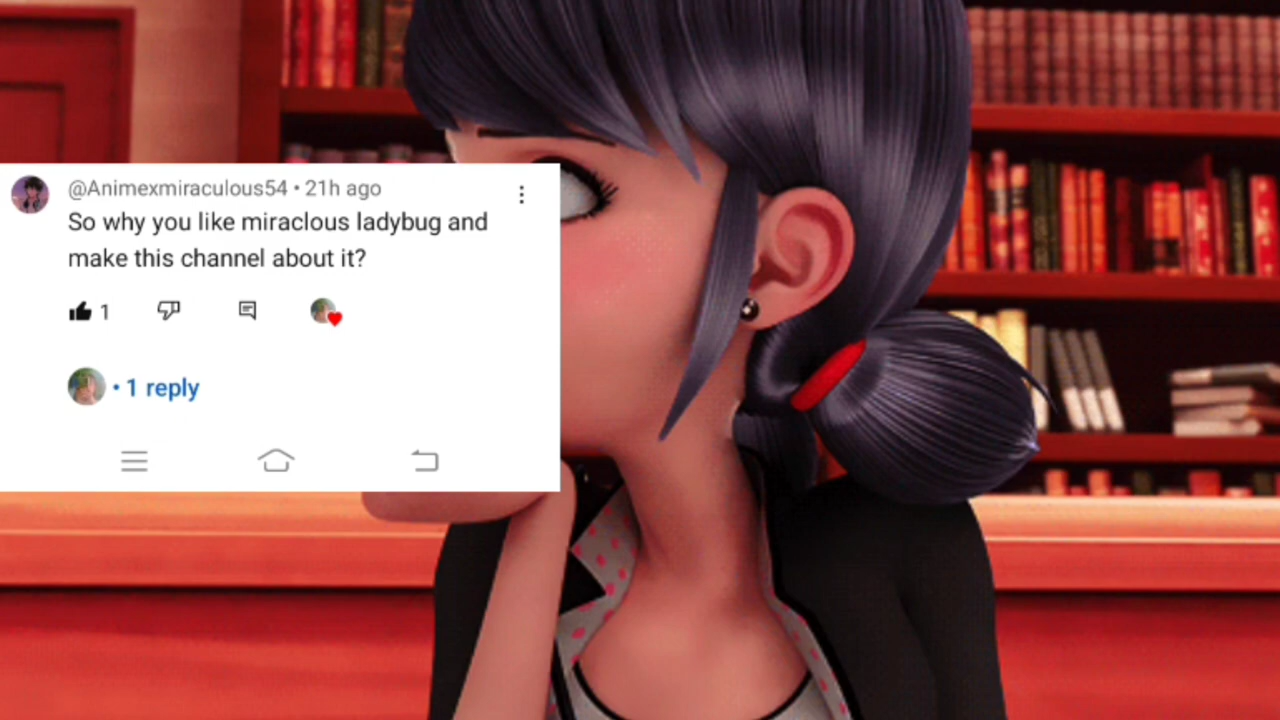 @Animexmiraculous54 • 21h ago
So why you like miraclous ladybug and
make this channel about it?
1
• 1 reply